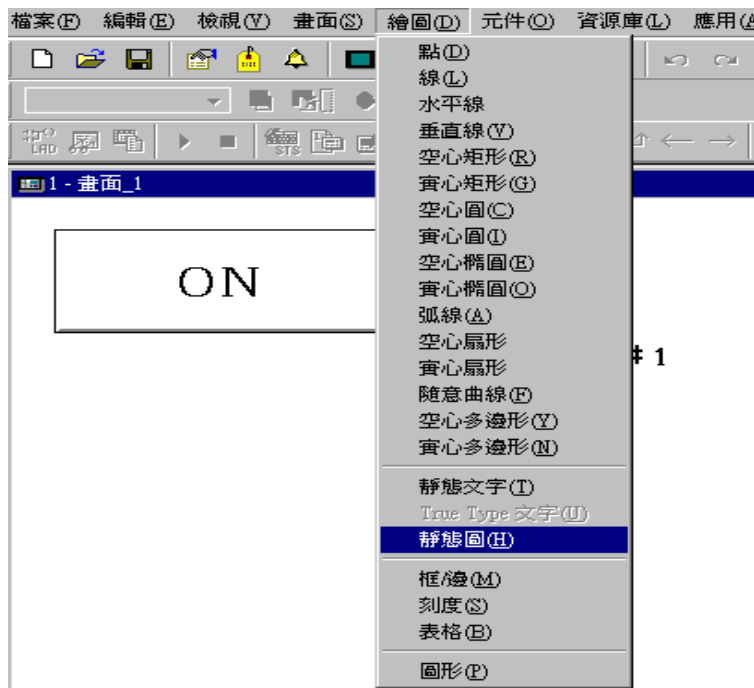 檔案(F) 編輯(E) 檢視(V) 畫面(S) 繪圖(D) 元件(O) 資源庫(L) 應用(A
點(D)
線(L)
水平線
LAD
STS
垂直線(V)
空心矩形(R)
實心矩形(G)
1 - 畫面_1
空心圓(C)
實心圓(I)
空心橢圓(E)
ON
實心橢圓(O)
弧線(A)
空心扇形
1
實心扇形
隨意曲線(F)
空心多邊形(Y)
實心多邊形(N)
靜態文字(T)
True Type 文字(U)
靜態圖(H)
框/邊(M)
刻度(S)
表格(B)
圖形(P)